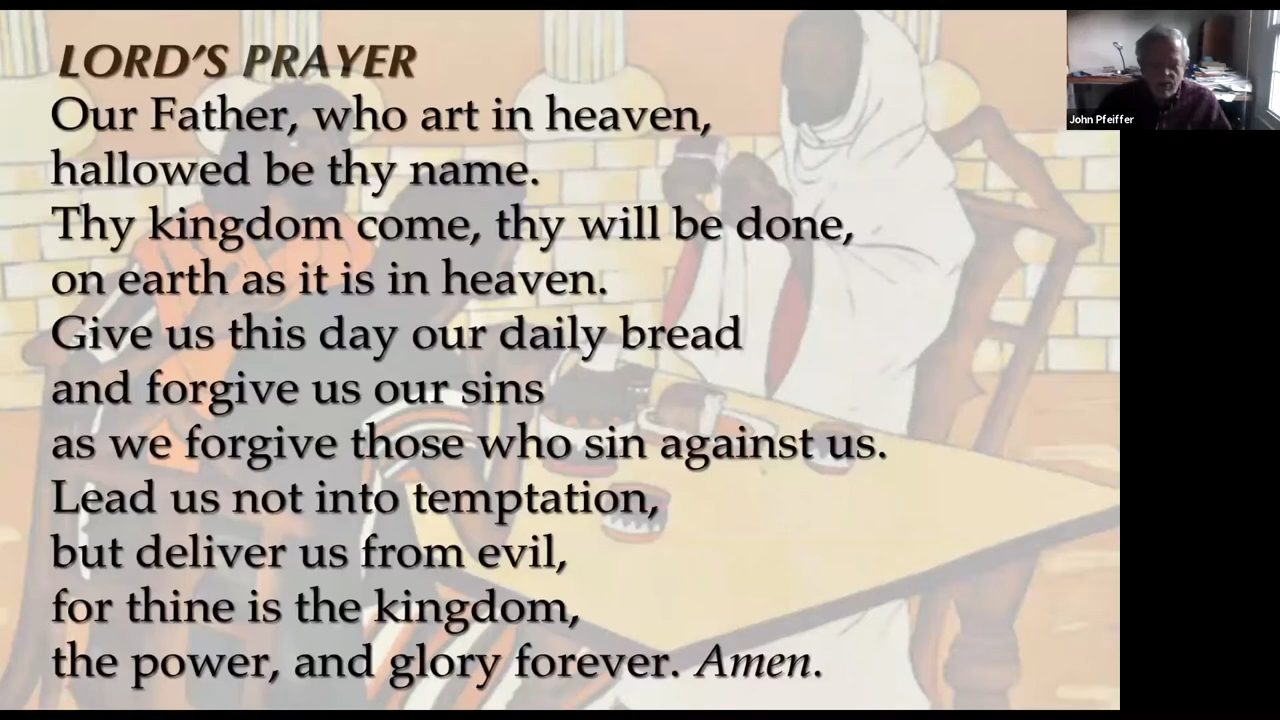 LORD'S PRAYER
Our Father, who art in heaven,
hallowed be thy name.
Thy kingdom come, thy will be done,
on earth as it is in heaven.
Give us this day our daily bread
and forgive us our sins
as we forgive those who sin against us.
Lead us not into temptation,
but deliver us from evil,
for thine is the kingdom,
the power, and glory forever. Amen.
John Pfeiffer